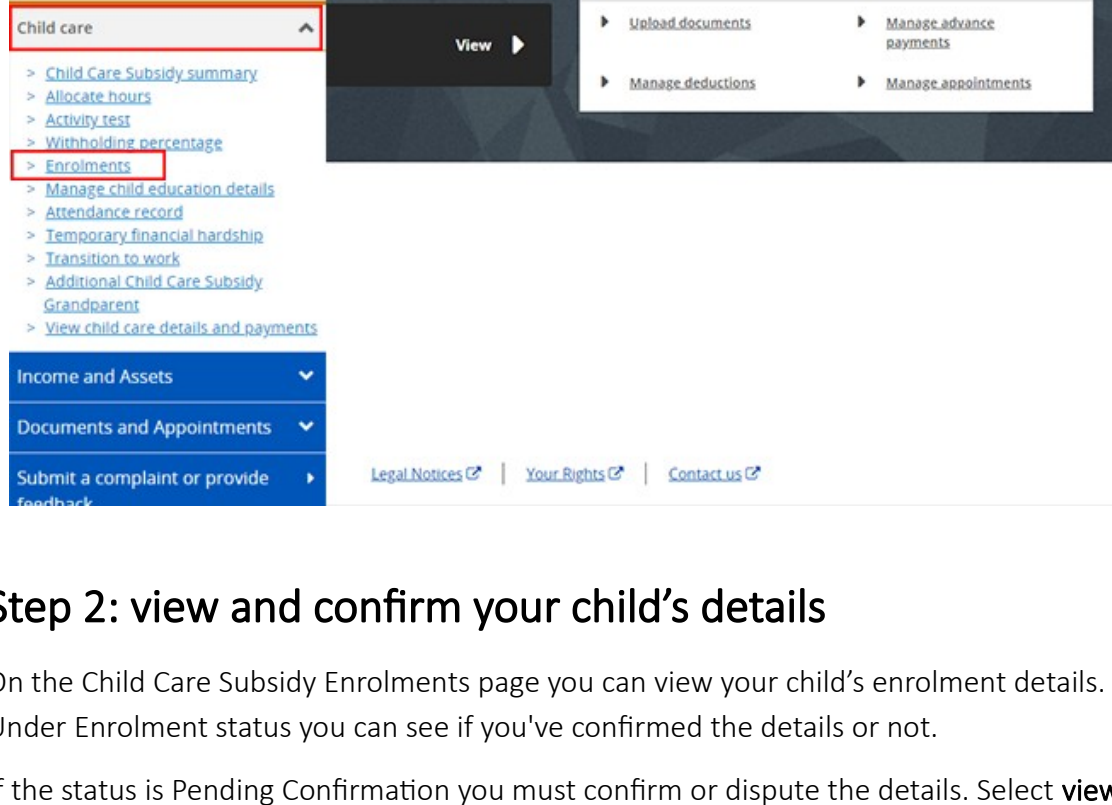 Child care
View
Upload documents
Manage advance
payments
Manage deductions
Manage appointments
> Child Care Subsidy summary
> Allocate hours
> Activity test
> Withholding percentage
> Enrolments
> Manage child education details
> Attendance record
> Temporary financial hardship
> Transition to work
> Additional Child Care Subsidy
Grandparent
> View child care details and payments
Income and Assets
Documents and Appointments
Submit a complaint or provide
feedback
Legal Notices | Your Rights | Contact us
Step 2: view and confirm your child’s details
On the Child Care Subsidy Enrolments page you can view your child’s enrolment details.
Under Enrolment status you can see if you've confirmed the details or not.
If the status is Pending Confirmation you must confirm or dispute the details. Select view